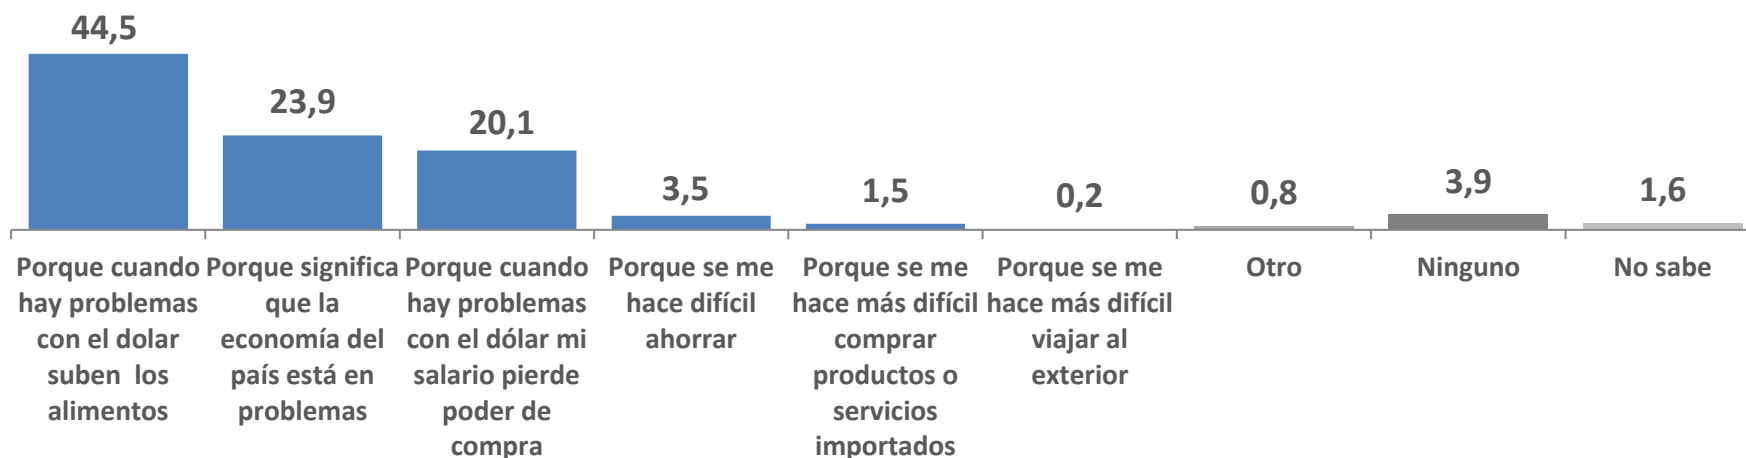 44,5
23,9
20,1
3,5
1,5
0,2
0,8
3,9
1,6
Porque cuando
hay problemas
con el dolar
suben los
alimentos
Porque significa
que la
economía del
país está en
problemas
Porque cuando
hay problemas
con el dólar mi
salario pierde
poder de
compra
Porque se me
hace difícil
ahorrar
Porque se me
hace más difícil
comprar
productos o
servicios
importados
Porque se me
hace más difícil
viajar al
exterior
Otro
Ninguno
No sabe